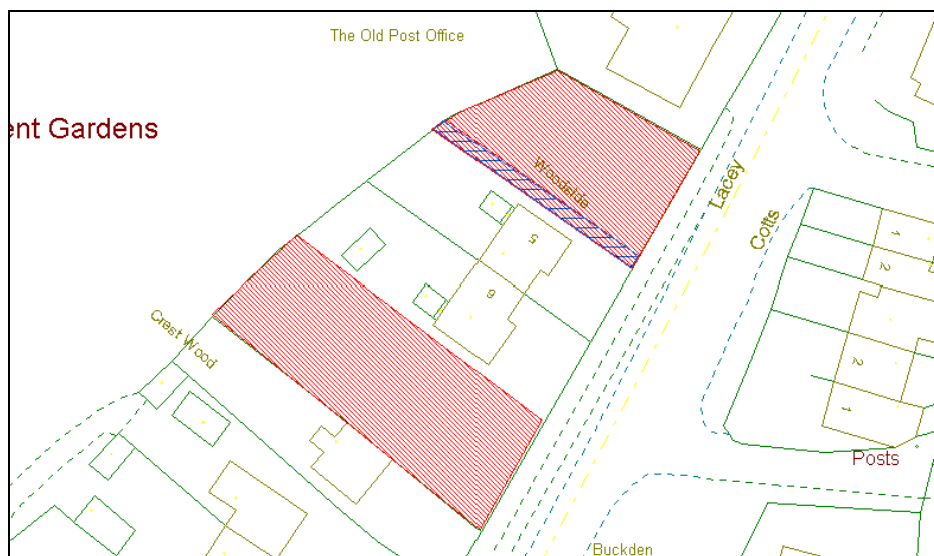 The Old Post Office
ent Gardens
Woodside
Lacey
Cotts
5
6
1
2
2
1
Crest Wood
Posts
Buckden